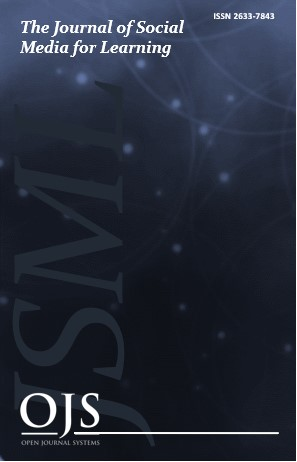 ISSN 2633-7843
The Journal of Social
Media for Learning
JSML
OJS
OPEN JOURNAL SYSTEMS